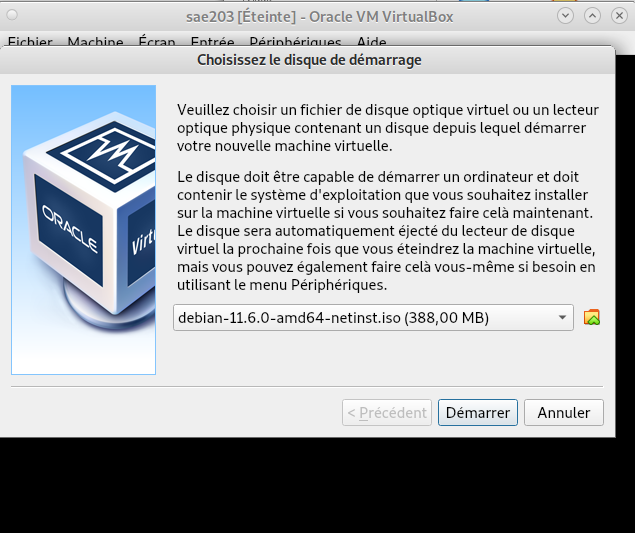 sae203 [Éteinte] - Oracle VM VirtualBox
Fichier Machine Écran Entrée Périphériques Aide
Choisissez le disque de démarrage
Veuillez choisir un fichier de disque optique virtuel ou un lecteur
optique physique contenant un disque depuis lequel démarrer
votre nouvelle machine virtuelle.
Le disque doit être capable de démarrer un ordinateur et doit
contenir le système d'exploitation que vous souhaitez installer
sur la machine virtuelle si vous souhaitez faire celà maintenant.
Le disque sera automatiquement éjecté du lecteur de disque
virtuel la prochaine fois que vous éteindrez la machine virtuelle,
mais vous pouvez également faire celà vous-même si besoin en
utilisant le menu Périphériques.
ORACLE
Virtu
debian-11.6.0-amd64-netinst.iso (388,00 MB)
< Précédent
Démarrer
Annuler